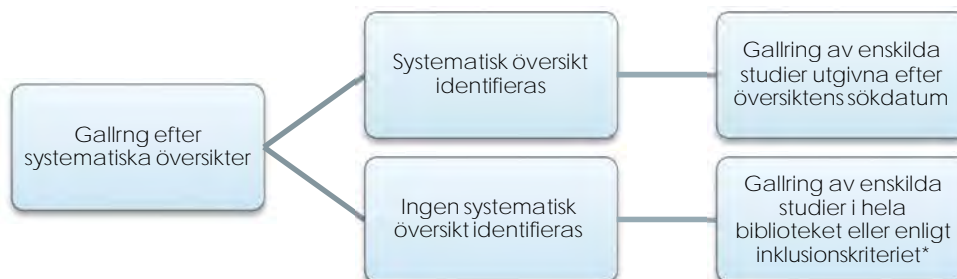 Gallrng efter
systematiska översikter
Systematisk översikt
identifieras
Gallring av enskilda
studier utgivna efter
översiktens sökdatum
Ingen systematisk
översikt identifieras
Gallring av enskilda
studier i hela
biblioteket eller enligt
inklusionskriteriet*